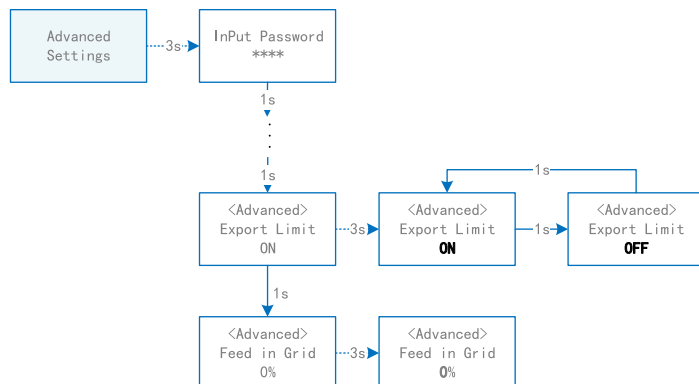 Advanced
Settings
3s
InPut Password
****
1s
1s
<Advanced>
Export Limit
ON
3s
<Advanced>
Export Limit
ON
1s
1s
<Advanced>
Export Limit
OFF
1s
<Advanced>
Feed in Grid
0%
3s
<Advanced>
Feed in Grid
0%